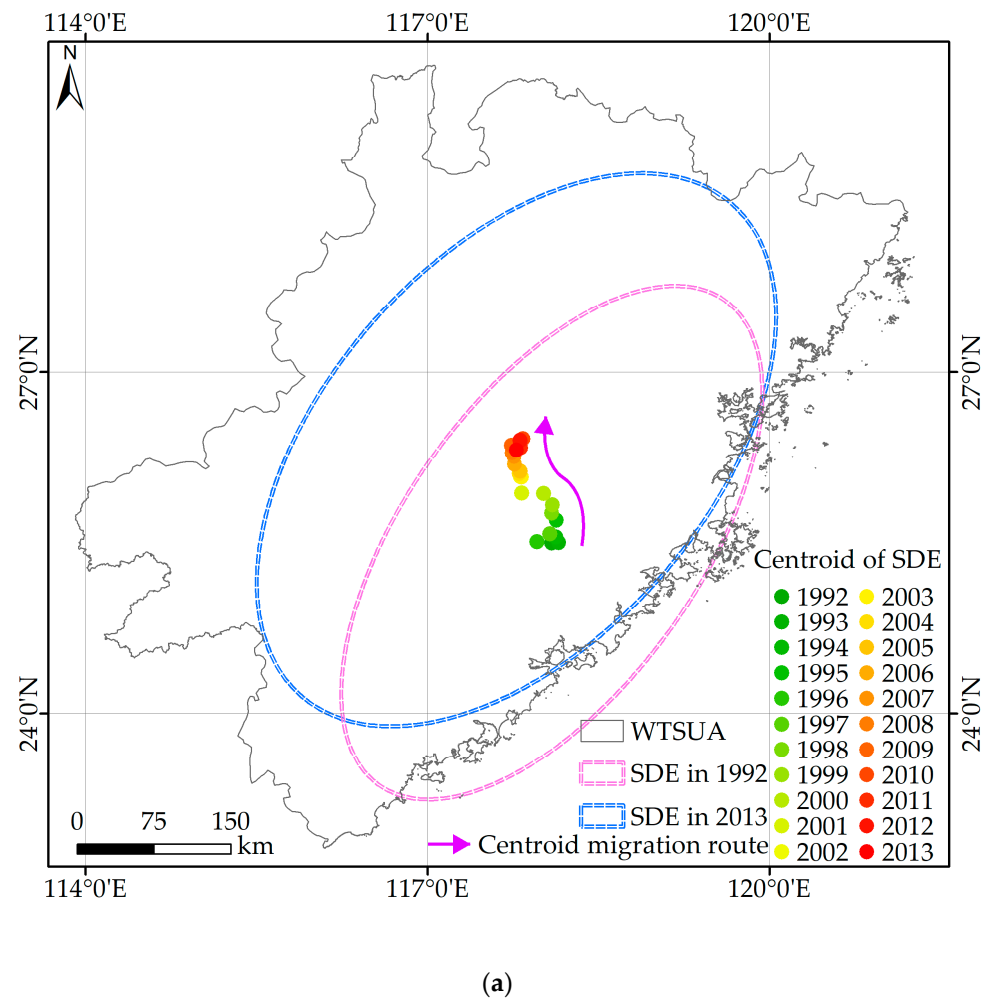 114°0'E 117°0'E 120°0'E
N
27°0'N 27°0'N
Centroid of SDE
1992 2003
1993 2004
1994 2005
1995 2006
1996 2007
24°0'N 24°0'N
1997 2008
WTSUA
1998 2009
SDE in 1992
1999 2010
2000 2011
SDE in 2013
0 75 150
2001 2012
km
Centroid migration route
2002 2013
114°0'E 117°0'E 120°0'E
(a)